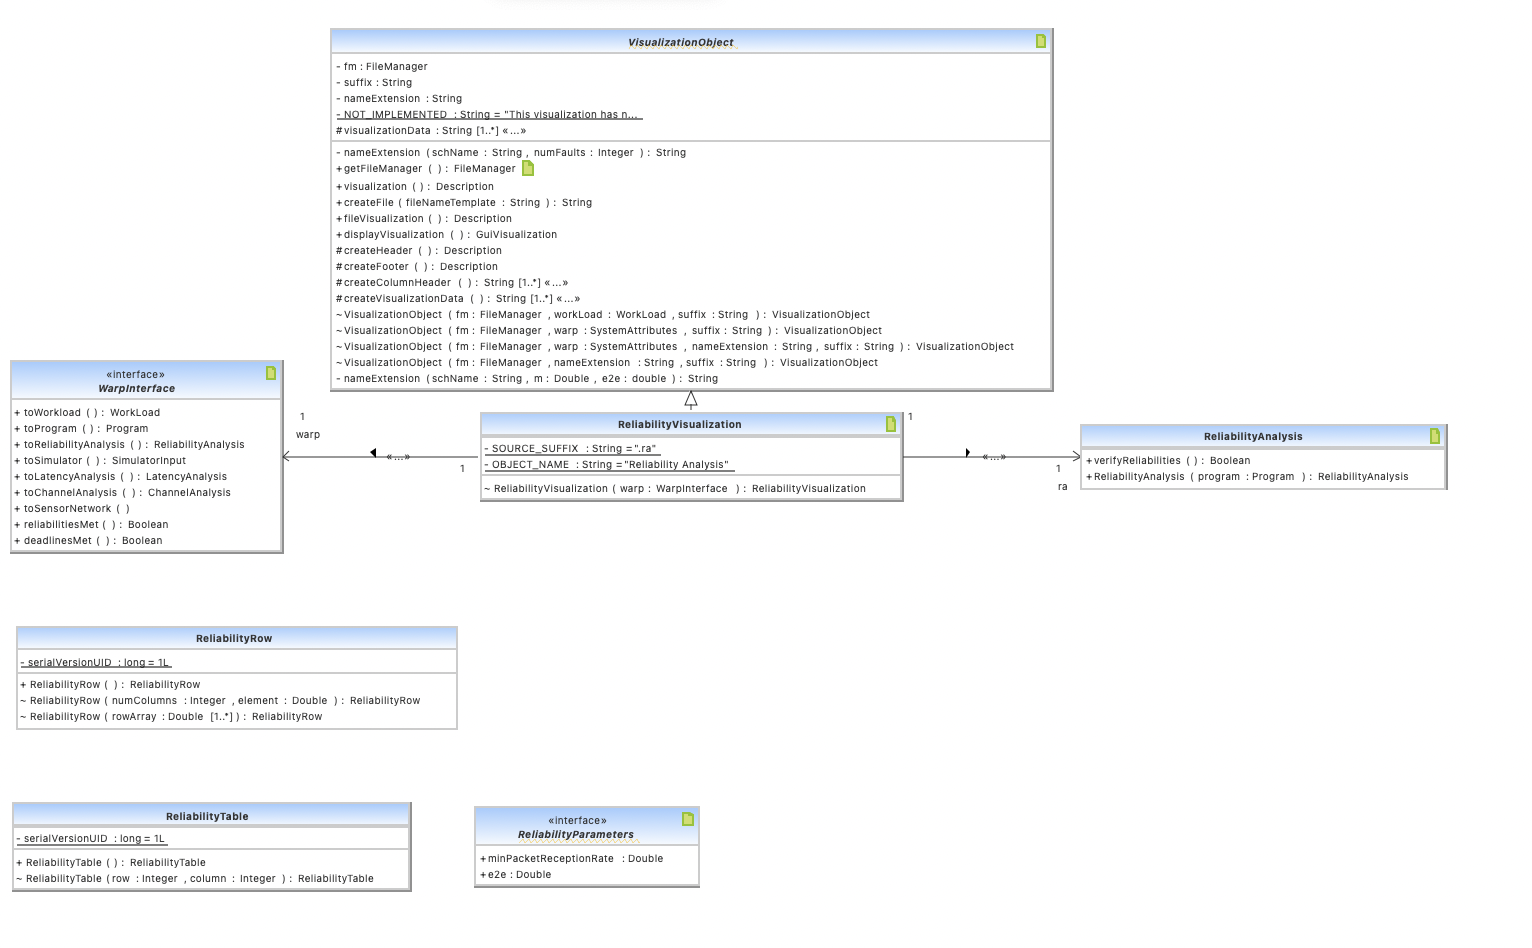 VisualizationObject
- fm : FileManager
- suffix : String
- nameExtension : String
- NOT_IMPLEMENTED : String = "This visualization has n...
# visualizationData : String [1..*] «...»
- nameExtension (schName : String , numFaults : Integer ) : String
+ getFileManager ( ) : FileManager
+ visualization ( ) : Description
+ createFile ( fileNameTemplate : String ) : String
+ fileVisualization ( ) : Description
+ displayVisualization ( ) : GuiVisualization
# createHeader ( ) : Description
# createFooter ( ) : Description
# createColumnHeader ( ) : String [1..*] «...»
# createVisualizationData ( ) : String [1..*] «...»
~ VisualizationObject ( fm : FileManager , workLoad : WorkLoad , suffix : String ) : VisualizationObject
~ VisualizationObject ( fm : FileManager , warp : SystemAttributes , suffix : String ) : VisualizationObject
~ VisualizationObject ( fm : FileManager , warp : SystemAttributes , nameExtension : String , suffix : String ) : VisualizationObject
~ VisualizationObject ( fm : FileManager , nameExtension : String , suffix : String ) : VisualizationObject
- nameExtension (schName : String , m : Double , e2e : double ) : String
«interface»
WarpInterface
+ toWorkload ( ) : WorkLoad
+ toProgram ( ) : Program
+ toReliabilityAnalysis ( ) : ReliabilityAnalysis
+ toSimulator ( ) : SimulatorInput
+ toLatencyAnalysis ( ) : LatencyAnalysis
+ toChannelAnalysis ( ) : ChannelAnalysis
+ toSensorNetwork ( )
+ reliabilitiesMet ( ) : Boolean
+ deadlinesMet ( ) : Boolean
1
warp
«...»
1
ReliabilityVisualization
- SOURCE_SUFFIX : String = ".ra"
- OBJECT_NAME : String = "Reliability Analysis"
~ ReliabilityVisualization ( warp : WarpInterface ) : ReliabilityVisualization
1
«...»
1
ra
ReliabilityAnalysis
+ verifyReliabilities ( ) : Boolean
+ ReliabilityAnalysis ( program : Program ) : ReliabilityAnalysis
ReliabilityRow
- serialVersionUID : long = 1L
+ ReliabilityRow ( ) : ReliabilityRow
~ ReliabilityRow ( numColumns : Integer , element : Double ) : ReliabilityRow
~ ReliabilityRow ( rowArray : Double [1..*] ) : ReliabilityRow
ReliabilityTable
- serialVersionUID : long = 1L
+ ReliabilityTable ( ) : ReliabilityTable
~ ReliabilityTable ( row : Integer , column : Integer ) : ReliabilityTable
«interface»
ReliabilityParameters
+ minPacketReceptionRate : Double
+ e2e : Double